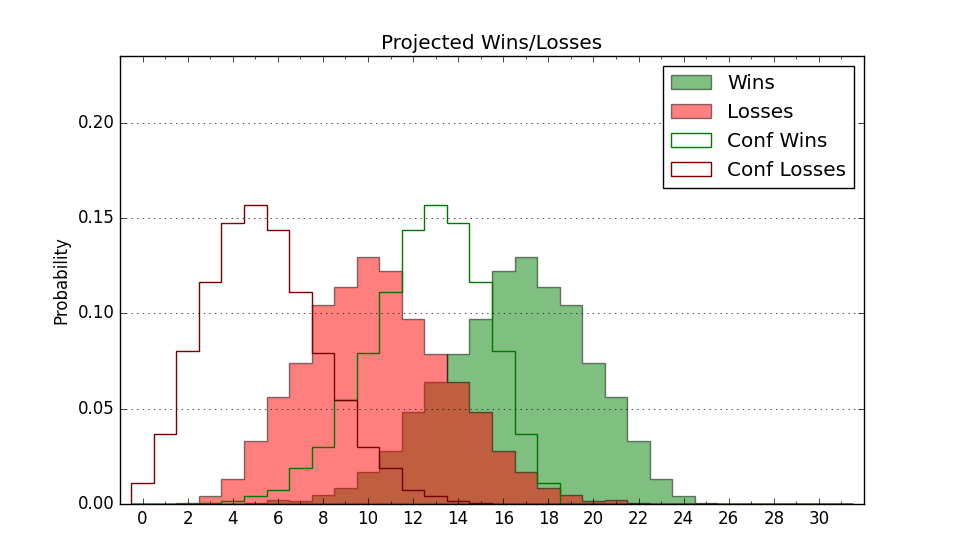 Projected Wins/Losses
Wins
Losses
Conf Wins
Conf Losses
Probability
0.20
0.15
0.10
0.05
0.00
0 2 4 6 8 10 12 14 16 18 20 22 24 26 28 30